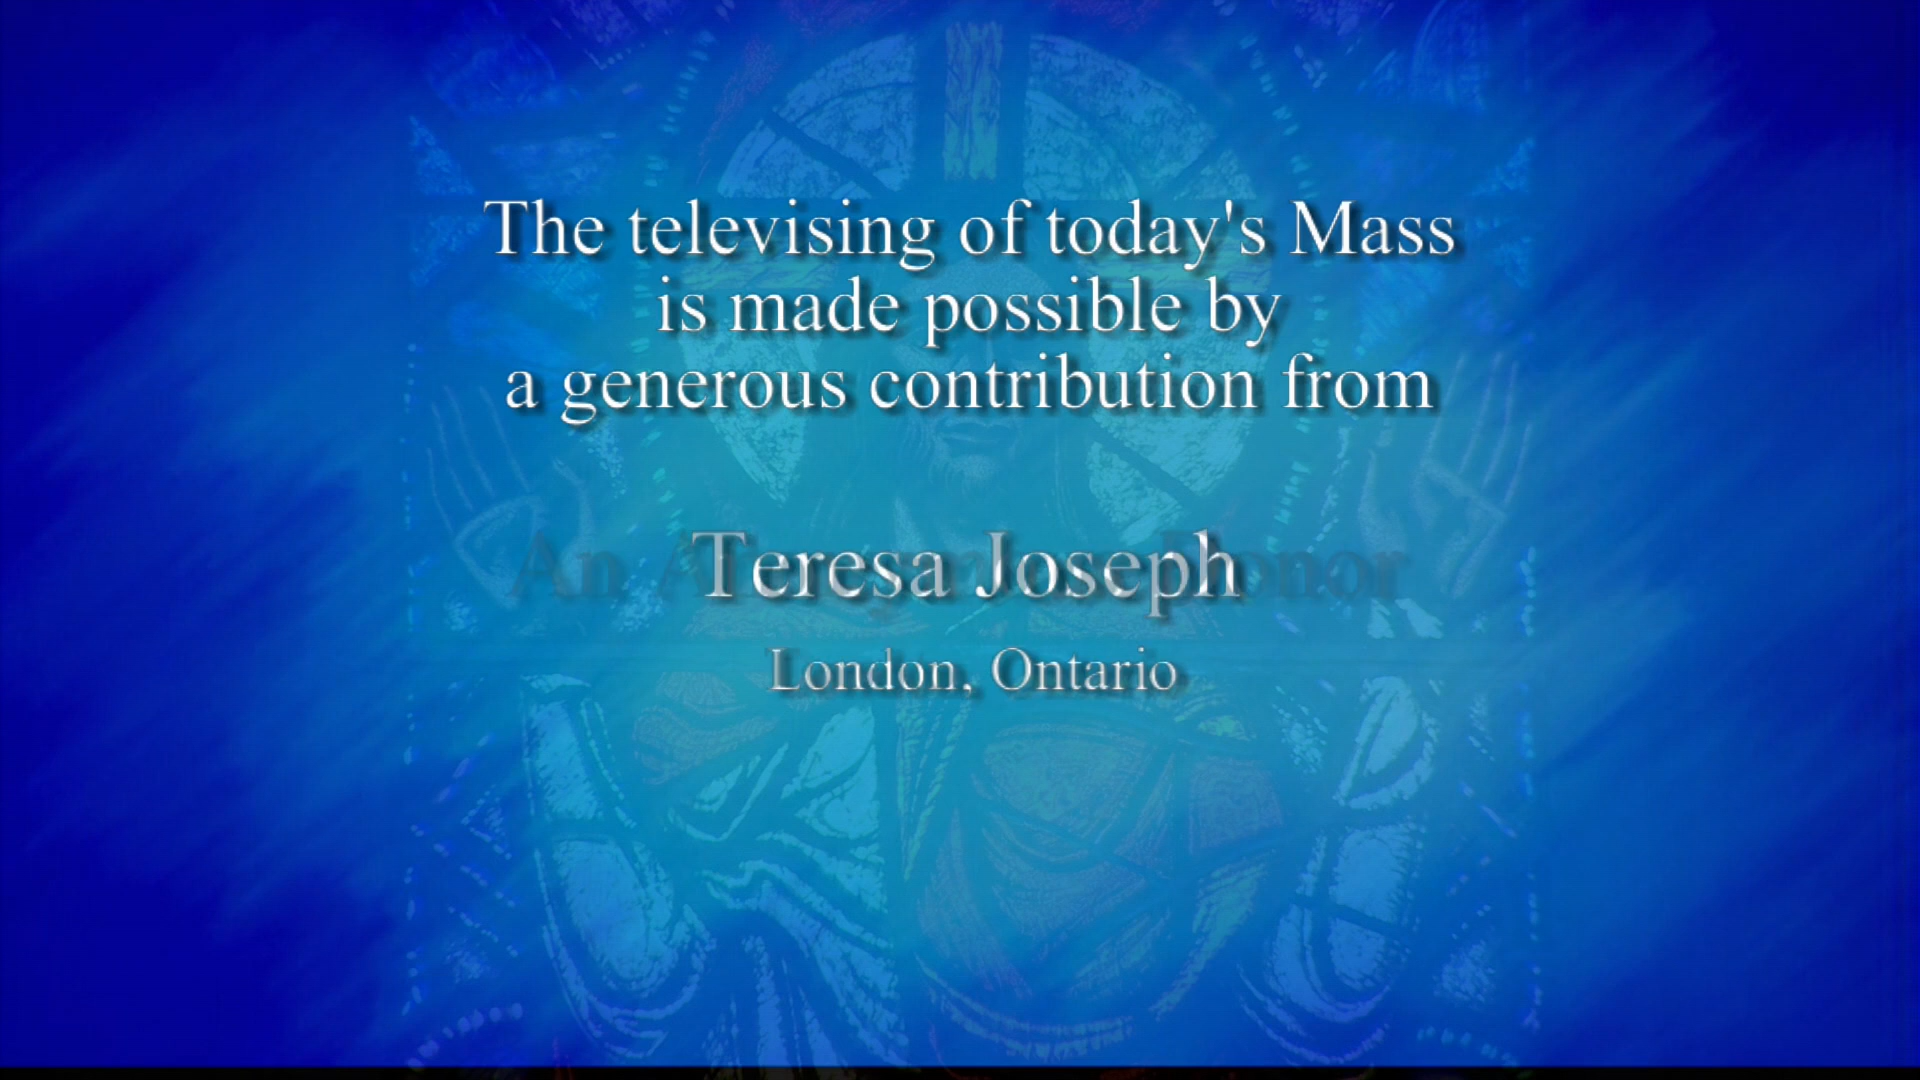 The televising of today's Mass
is made possible by
a generous contribution from
Teresa Joseph
London, Ontario